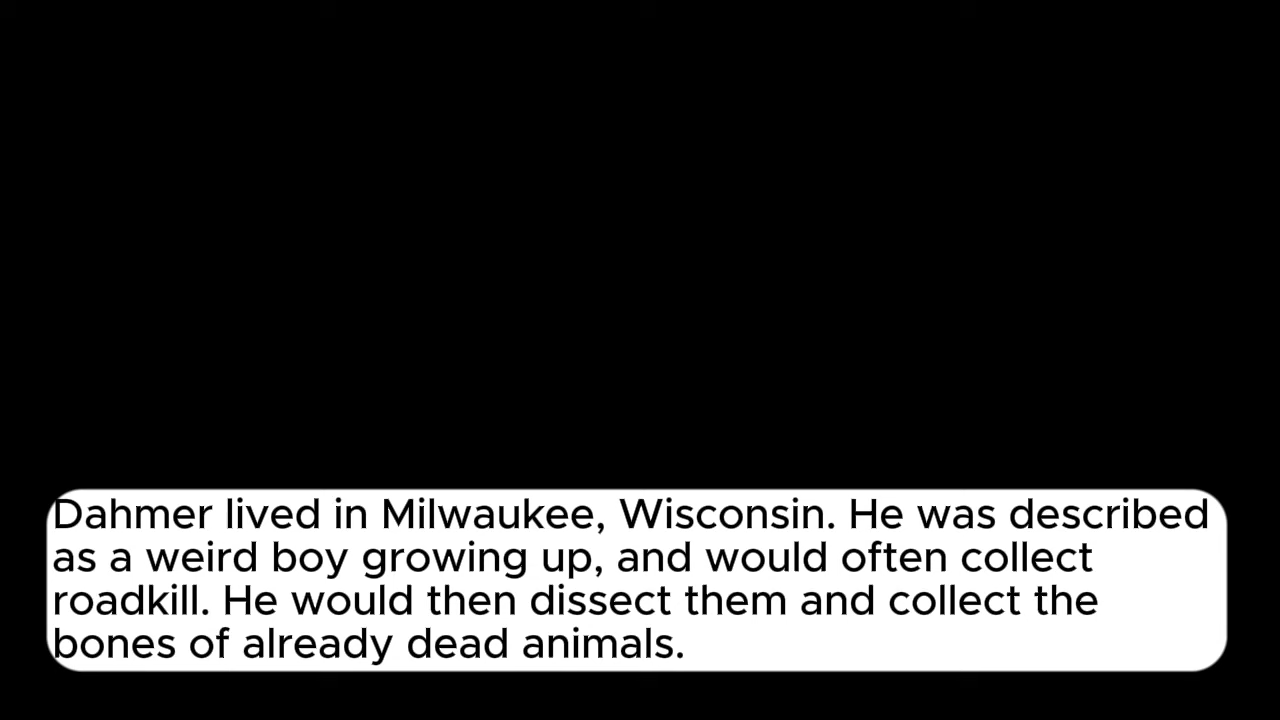 Dahmer lived in Milwaukee, Wisconsin. He was described
as a weird boy growing up, and would often collect
roadkill. He would then dissect them and collect the
bones of already dead animals.